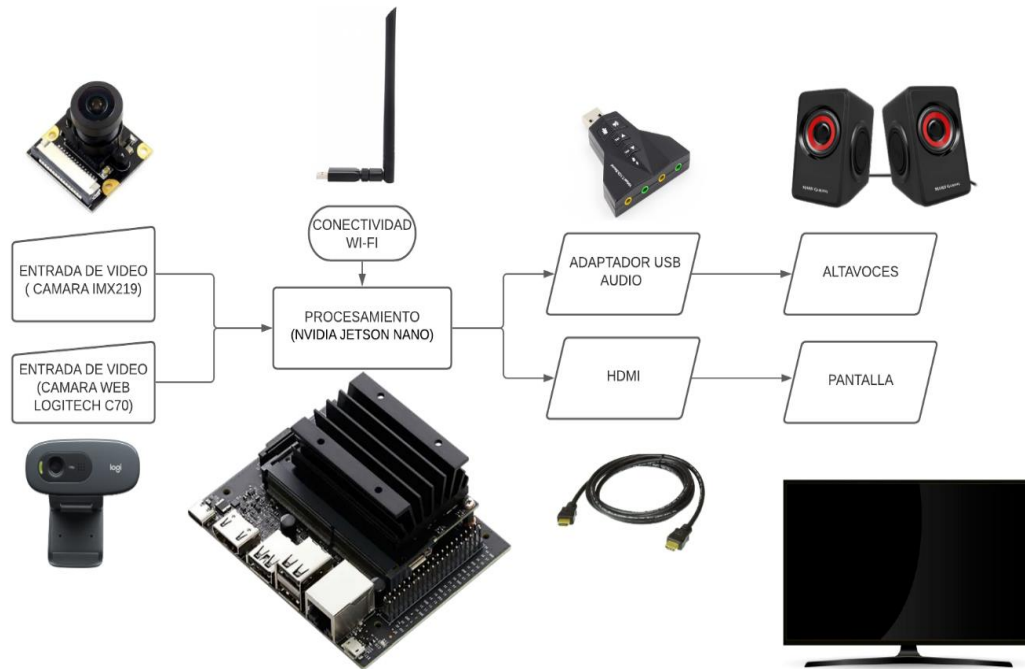 CONECTIVIDAD
WI-FI
ENTRADA DE VIDEO
( CAMARA IMX219)
PROCESAMIENTO
(NVIDIA JETSON NANO)
ADAPTADOR USB
AUDIO
ALTAVOCES
ENTRADA DE VIDEO
(CAMARA WEB
LOGITECH C70)
HDMI
PANTALLA
logi